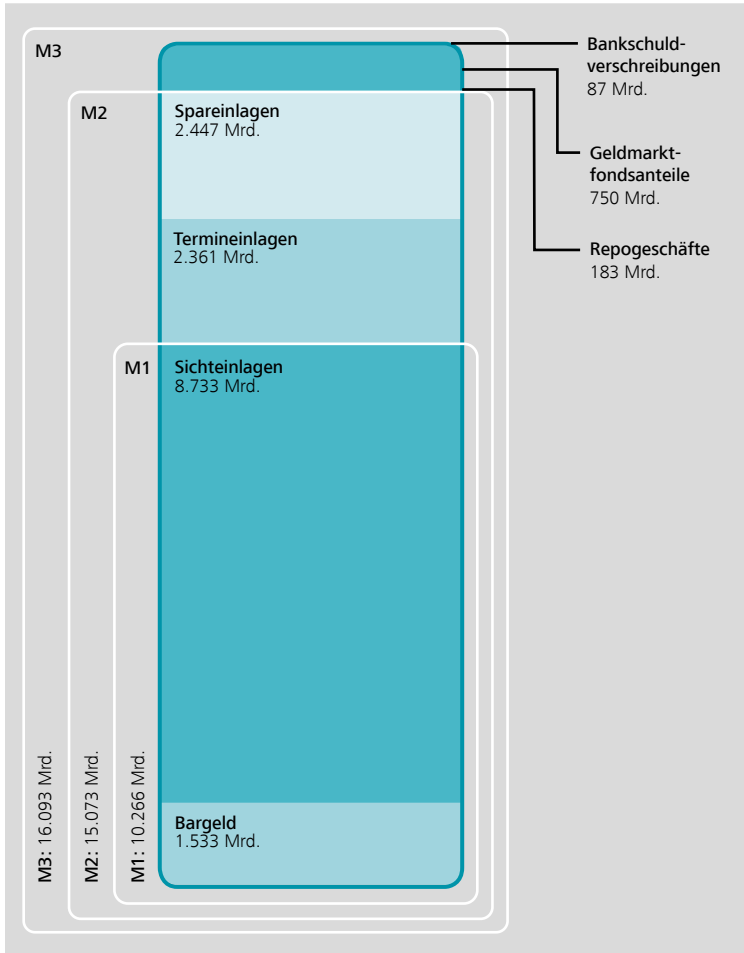 M3
M2
Spareinlagen
2.447 Mrd.
Termineinlagen
2.361 Mrd.
M1
Sichteinlagen
8.733 Mrd.
Bargeld
1.533 Mrd.
Bankschuld-
verschreibungen
87 Mrd.
Geldmarkt-
fondsanteile
750 Mrd.
Repogeschäfte
183 Mrd.
M3: 16.093 Mrd.
M2: 15.073 Mrd.
M1: 10.266 Mrd.